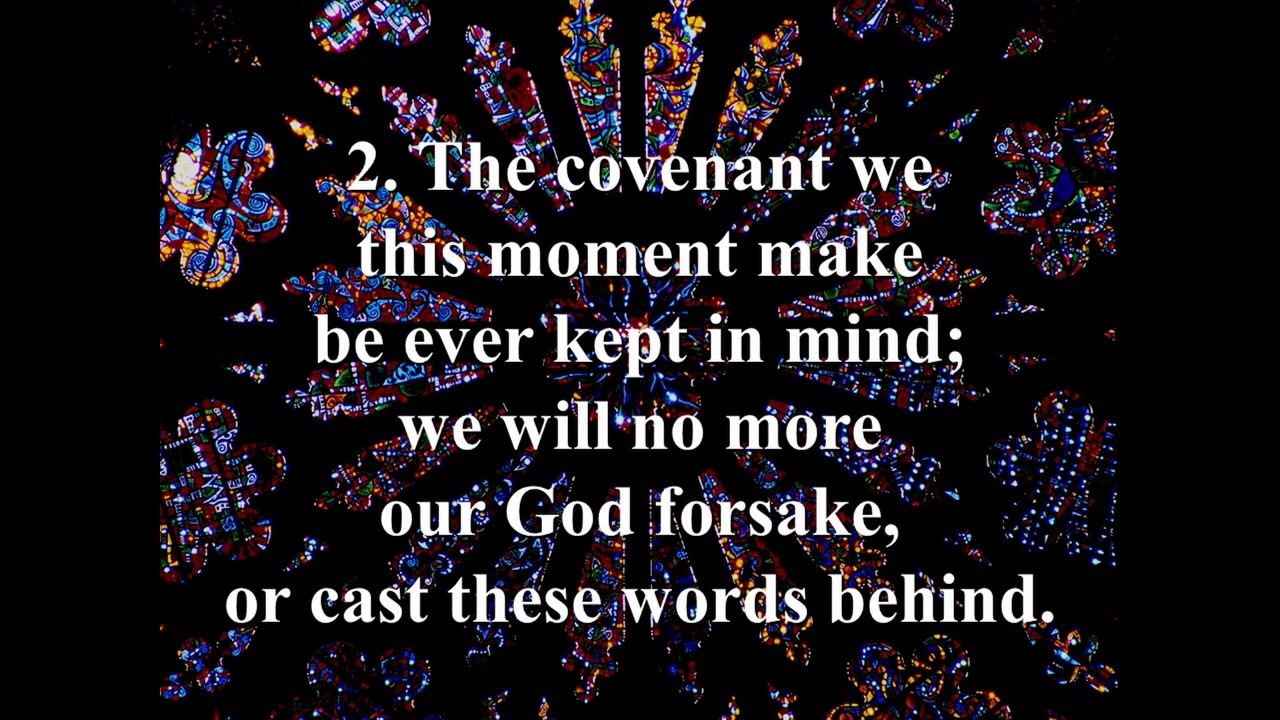 2. The covenant we
this moment make
be ever kept in mind;
we will no more
our God forsake,
or cast these words behind.